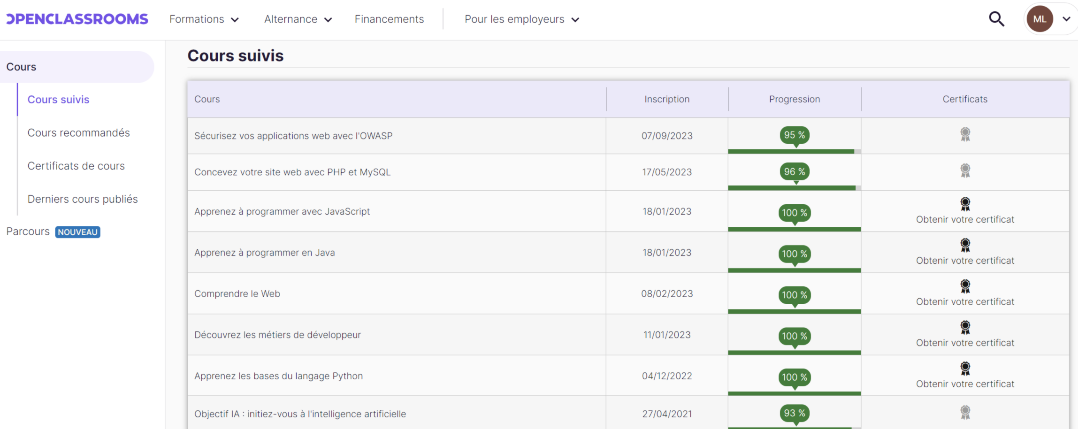 OPENCLASSROOMS Formations Alternance Financements Pour les employeurs ML
Cours
Cours suivis
Cours recommandés
Certificats de cours
Derniers cours publiés
Parcours NOUVEAU
Cours suivis
Cours Inscription Progression Certificats
Sécurisez vos applications web avec l'OWASP 07/09/2023 95 %
Concevez votre site web avec PHP et MySQL 17/05/2023 96 %
Apprenez à programmer avec JavaScript 18/01/2023 100 % Obtenir votre certificat
Apprenez à programmer en Java 18/01/2023 100 % Obtenir votre certificat
Comprendre le Web 08/02/2023 100 % Obtenir votre certificat
Découvrez les métiers de développeur 11/01/2023 100 % Obtenir votre certificat
Apprenez les bases du langage Python 04/12/2022 100 % Obtenir votre certificat
Objectif IA : initiez-vous à l'intelligence artificielle 27/04/2021 93 %